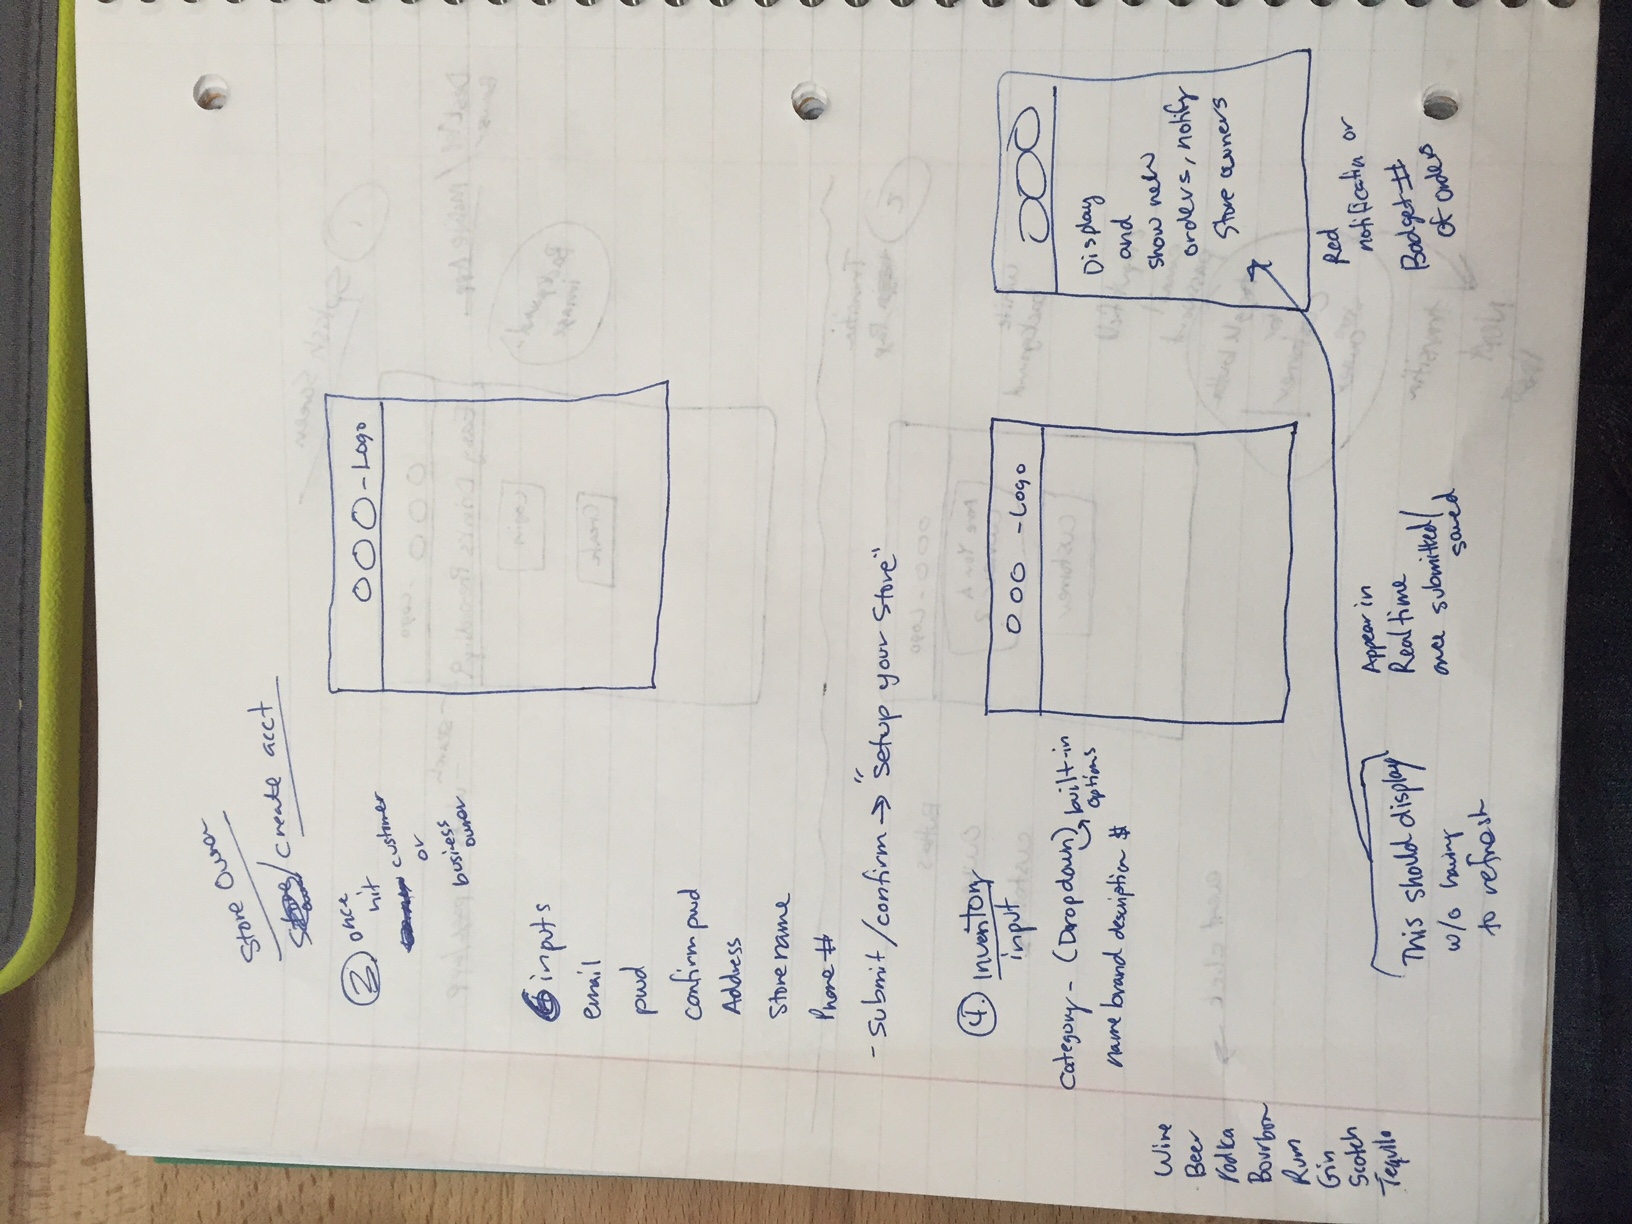 Store Owner
/create acct
3. once
hit
customer
or
business
owner
OOO - Logo
6 inputs
email
pwd
confirm pwd
Address
Store name
Phone #
- Submit/confirm → "Setup your Store"
4. Inventory
input
Category - (Dropdown) → built-in
options
name brand description $
Wine
Beer
Vodka
Bourbon
Rum
Gin
Scotch
Tequila
OOO - Logo
Display
and
show new
orders, notify
Store owners
This should display
w/o having
to refresh
Appear in
Real time
once submitted/
saved
Red
notification or
Badget #
of orders